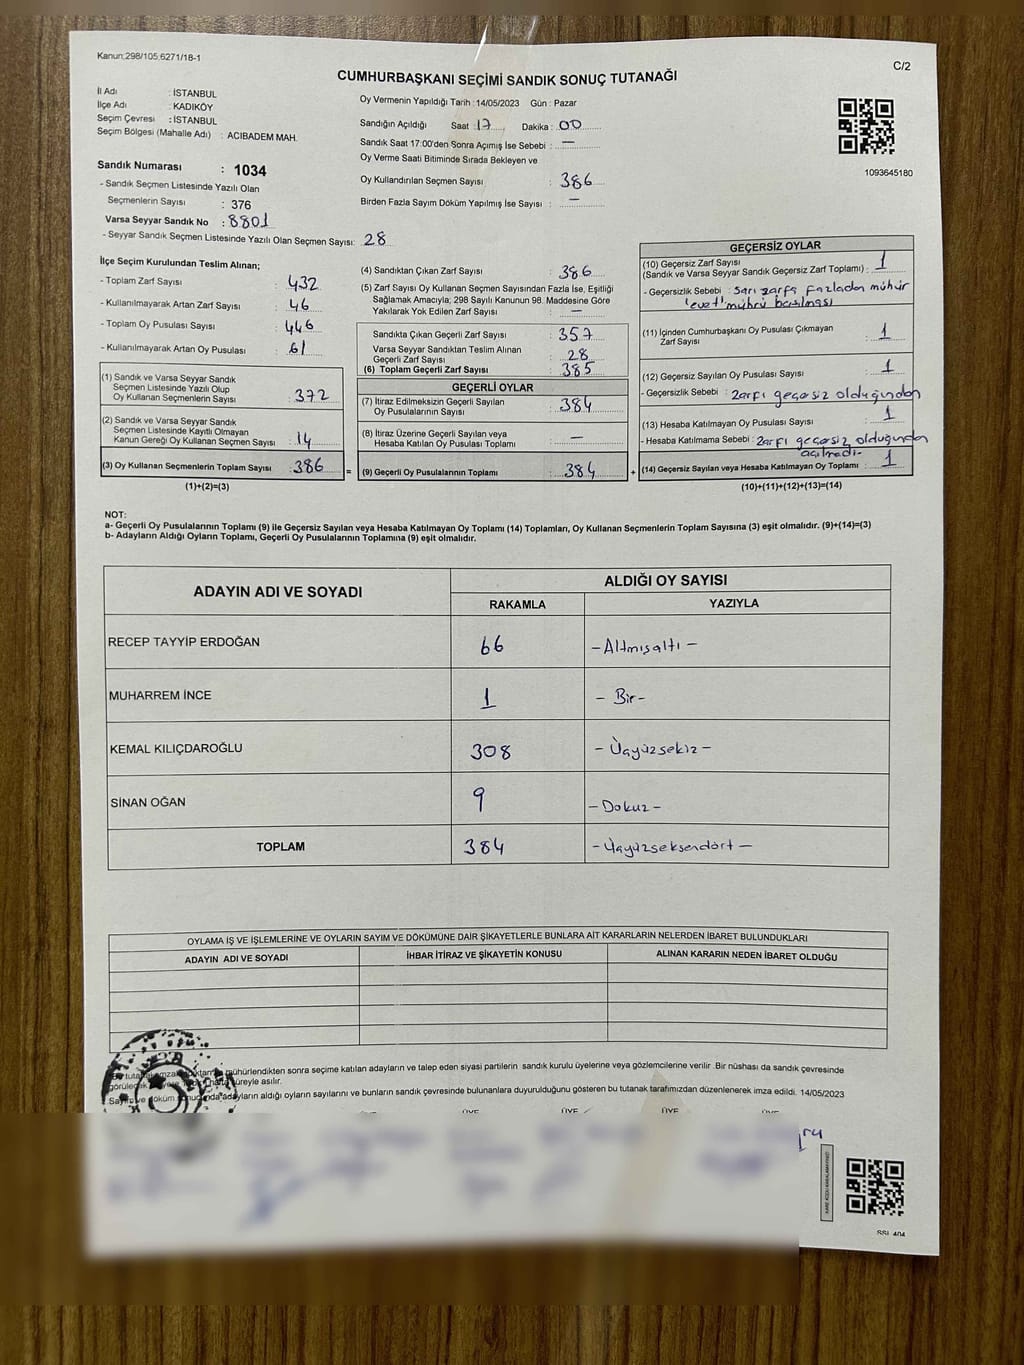 Kanun:298/105,6271/18-1
C/2
CUMHURBAŞKANI SEÇİMİ SANDIK SONUÇ TUTANAĞI
İl Adı : İSTANBUL
İlçe Adı : KADIKÖY
Seçim Çevresi : İSTANBUL
Seçim Bölgesi (Mahalle Adı) : ACIBADEM MAH.
Sandık Numarası : 1034
- Sandık Seçmen Listesinde Yazılı Olan
Seçmenlerin Sayısı : 376
Varsa Seyyar Sandık No : 8801
- Seyyar Sandık Seçmen Listesinde Yazılı Olan Seçmen Sayısı: 28
Oy Vermenin Yapıldığı Tarih : 14/05/2023 Gün : Pazar
Sandığın Açıldığı Saat : 17 Dakika : 00
Sandık Saat 17:00'den Sonra Açımış İse Sebebi : —
Oy Verme Saati Bitiminde Sırada Bekleyen ve
Oy Kullandırılan Seçmen Sayısı : 386
Birden Fazla Sayım Döküm Yapılmış İse Sayısı : —
1093645180
İlçe Seçim Kurulundan Teslim Alınan;
- Toplam Zarf Sayısı : 432
- Kullanılmayarak Artan Zarf Sayısı : 46
- Toplam Oy Pusulası Sayısı : 446
- Kullanılmayarak Artan Oy Pusulası : 61
(1) Sandık ve Varsa Seyyar Sandık
Seçmen Listesinde Yazılı Olup
Oy Kullanan Seçmenlerin Sayısı : 372
(2) Sandık ve Varsa Seyyar Sandık
Seçmen Listesinde Kayıtlı Olmayan
Kanun Gereği Oy Kullanan Seçmen Sayısı : 14
(3) Oy Kullanan Seçmenlerin Toplam Sayısı : 386
(1)+(2)=(3)
(4) Sandıktan Çıkan Zarf Sayısı : 386
(5) Zarf Sayısı Oy Kullanan Seçmen Sayısından Fazla İse, Eşitliği
Sağlamak Amacıyla; 298 Sayılı Kanunun 98. Maddesine Göre
Yakılarak Yok Edilen Zarf Sayısı : —
Sandıkta Çıkan Geçerli Zarf Sayısı : 357
Varsa Seyyar Sandıktan Teslim Alınan
Geçerli Zarf Sayısı : 28
(6) Toplam Geçerli Zarf Sayısı : 385
GEÇERLİ OYLAR
(7) İtiraz Edilmeksizin Geçerli Sayılan
Oy Pusulalarının Sayısı : 384
(8) İtiraz Üzerine Geçerli Sayılan veya
Hesaba Katılan Oy Pusulası Toplamı : —
= (9) Geçerli Oy Pusulalarının Toplamı : 384 +
GEÇERSİZ OYLAR
(10) Geçersiz Zarf Sayısı
(Sandık ve Varsa Seyyar Sandık Geçersiz Zarf Toplamı) : 1
- Geçersizlik Sebebi : sarı zarfa fazladan mühür
'evet' mührü basılması
(11) İçinden Cumhurbaşkanı Oy Pusulası Çıkmayan
Zarf Sayısı : 1
(12) Geçersiz Sayılan Oy Pusulası Sayısı : 1
- Geçersizlik Sebebi : zarfı geçersiz olduğundan
(13) Hesaba Katılmayan Oy Pusulası Sayısı : 1
- Hesaba Katılmama Sebebi : zarfı geçersiz olduğundan
açılmadı.
(14) Geçersiz Sayılan veya Hesaba Katılmayan Oy Toplamı : 1
(10)+(11)+(12)+(13)=(14)
NOT:
a- Geçerli Oy Pusulalarının Toplamı (9) ile Geçersiz Sayılan veya Hesaba Katılmayan Oy Toplamı (14) Toplamları, Oy Kullanan Seçmenlerin Toplam Sayısına (3) eşit olmalıdır. (9)+(14)=(3)
b- Adayların Aldığı Oyların Toplamı, Geçerli Oy Pusulalarının Toplamına (9) eşit olmalıdır.
ADAYIN ADI VE SOYADI ALDIĞI OY SAYISI
RAKAMLA YAZIYLA
RECEP TAYYİP ERDOĞAN 66 - Altmışaltı -
MUHARREM İNCE 1 - Bir -
KEMAL KILIÇDAROĞLU 308 - Üçyüzsekiz -
SİNAN OĞAN 9 - Dokuz -
TOPLAM 384 - Üçyüzseksendört -
OYLAMA İŞ VE İŞLEMLERİNE VE OYLARIN SAYIM VE DÖKÜMÜNE DAİR ŞİKAYETLERLE BUNLARA AİT KARARLARIN NELERDEN İBARET BULUNDUKLARI
ADAYIN ADI VE SOYADI İHBAR İTİRAZ VE ŞİKAYETİN KONUSU ALINAN KARARIN NEDEN İBARET OLDUĞU
mühürlendikten sonra seçime katılan adayların ve talep eden siyasi partilerin sandık kurulu üyelerine ve gözlemcilerine verilir. Bir nüshası da sandık çevresinde
süreyle asılır.
adayların aldığı oyların sayılarını ve bunların sandık çevresinde bulunanlara duyurulduğunu gösteren bu tutanak tarafımızdan düzenlenerek imza edildi. 14/05/2023
ÜYE ÜYE ÜYE ÜYE